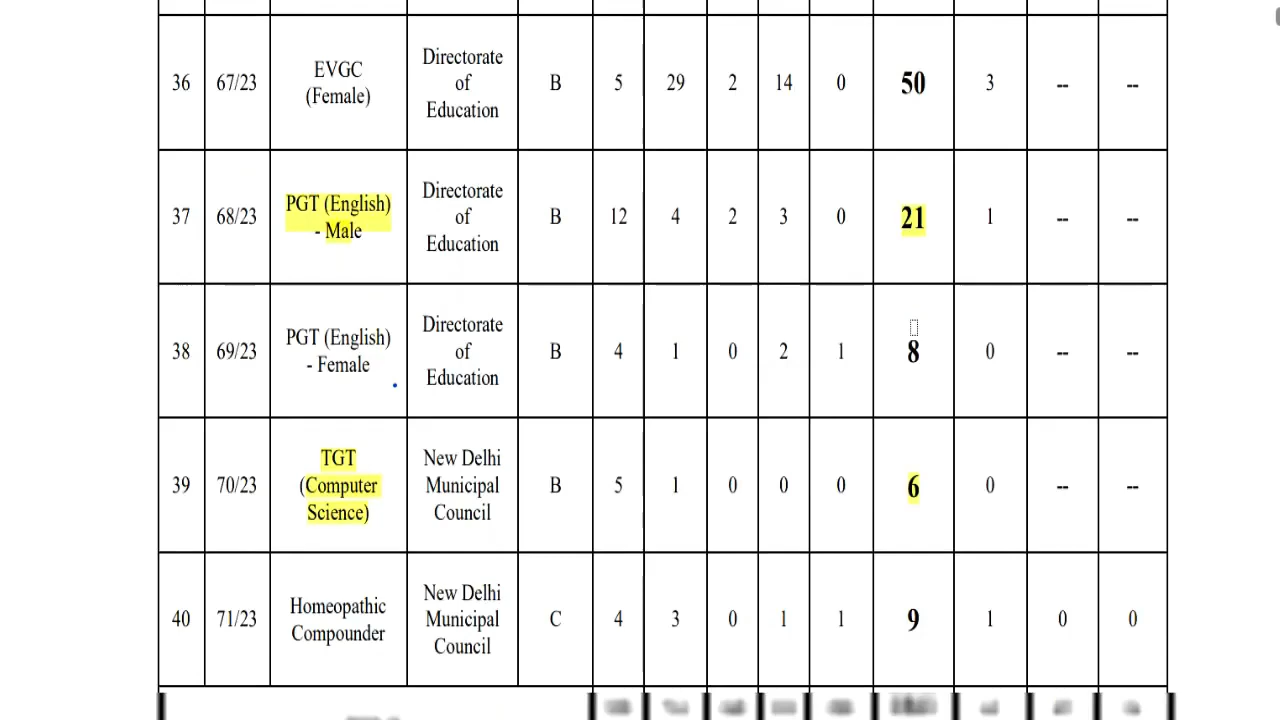 36 67/23 EVGC (Female) Directorate of Education B 5 29 2 14 0 50 3 -- --
37 68/23 PGT (English) - Male Directorate of Education B 12 4 2 3 0 21 1 -- --
38 69/23 PGT (English) - Female Directorate of Education B 4 1 0 2 1 8 0 -- --
39 70/23 TGT (Computer Science) New Delhi Municipal Council B 5 1 0 0 0 6 0 -- --
40 71/23 Homeopathic Compounder New Delhi Municipal Council C 4 3 0 1 1 9 1 0 0